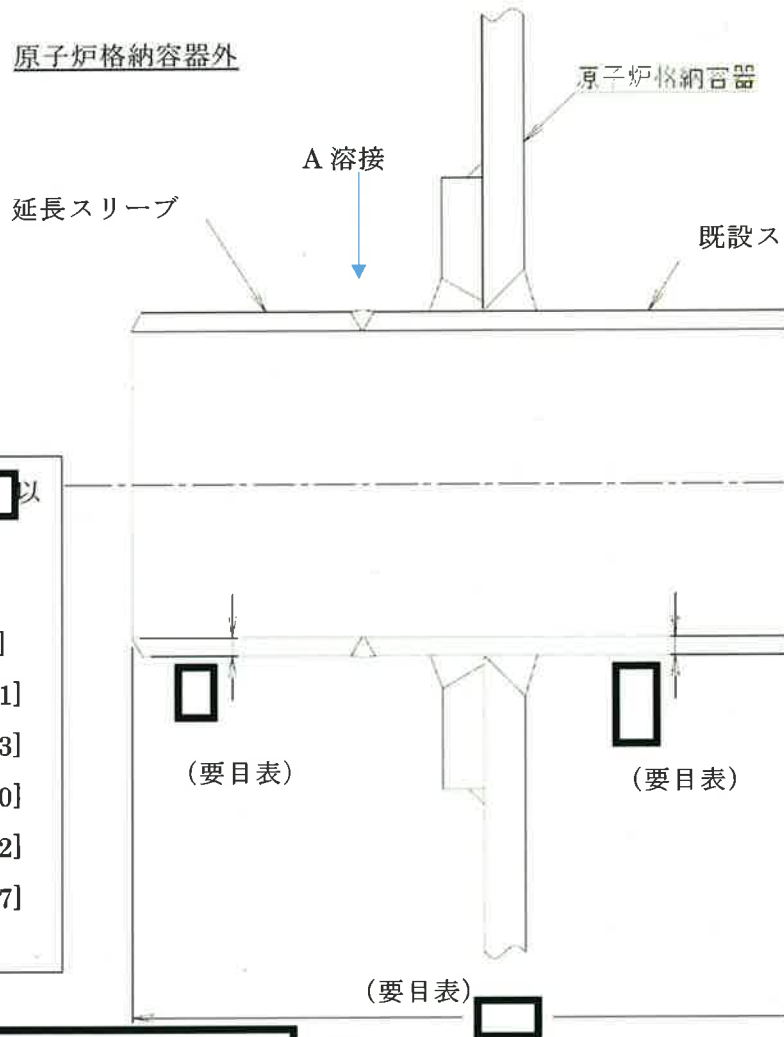 原子炉格納容器外
原子炉格納容器
A 溶接
延長スリーブ
既設ス
以
]
1]
3]
0]
2]
7]
(要目表)
(要目表)
(要目表)